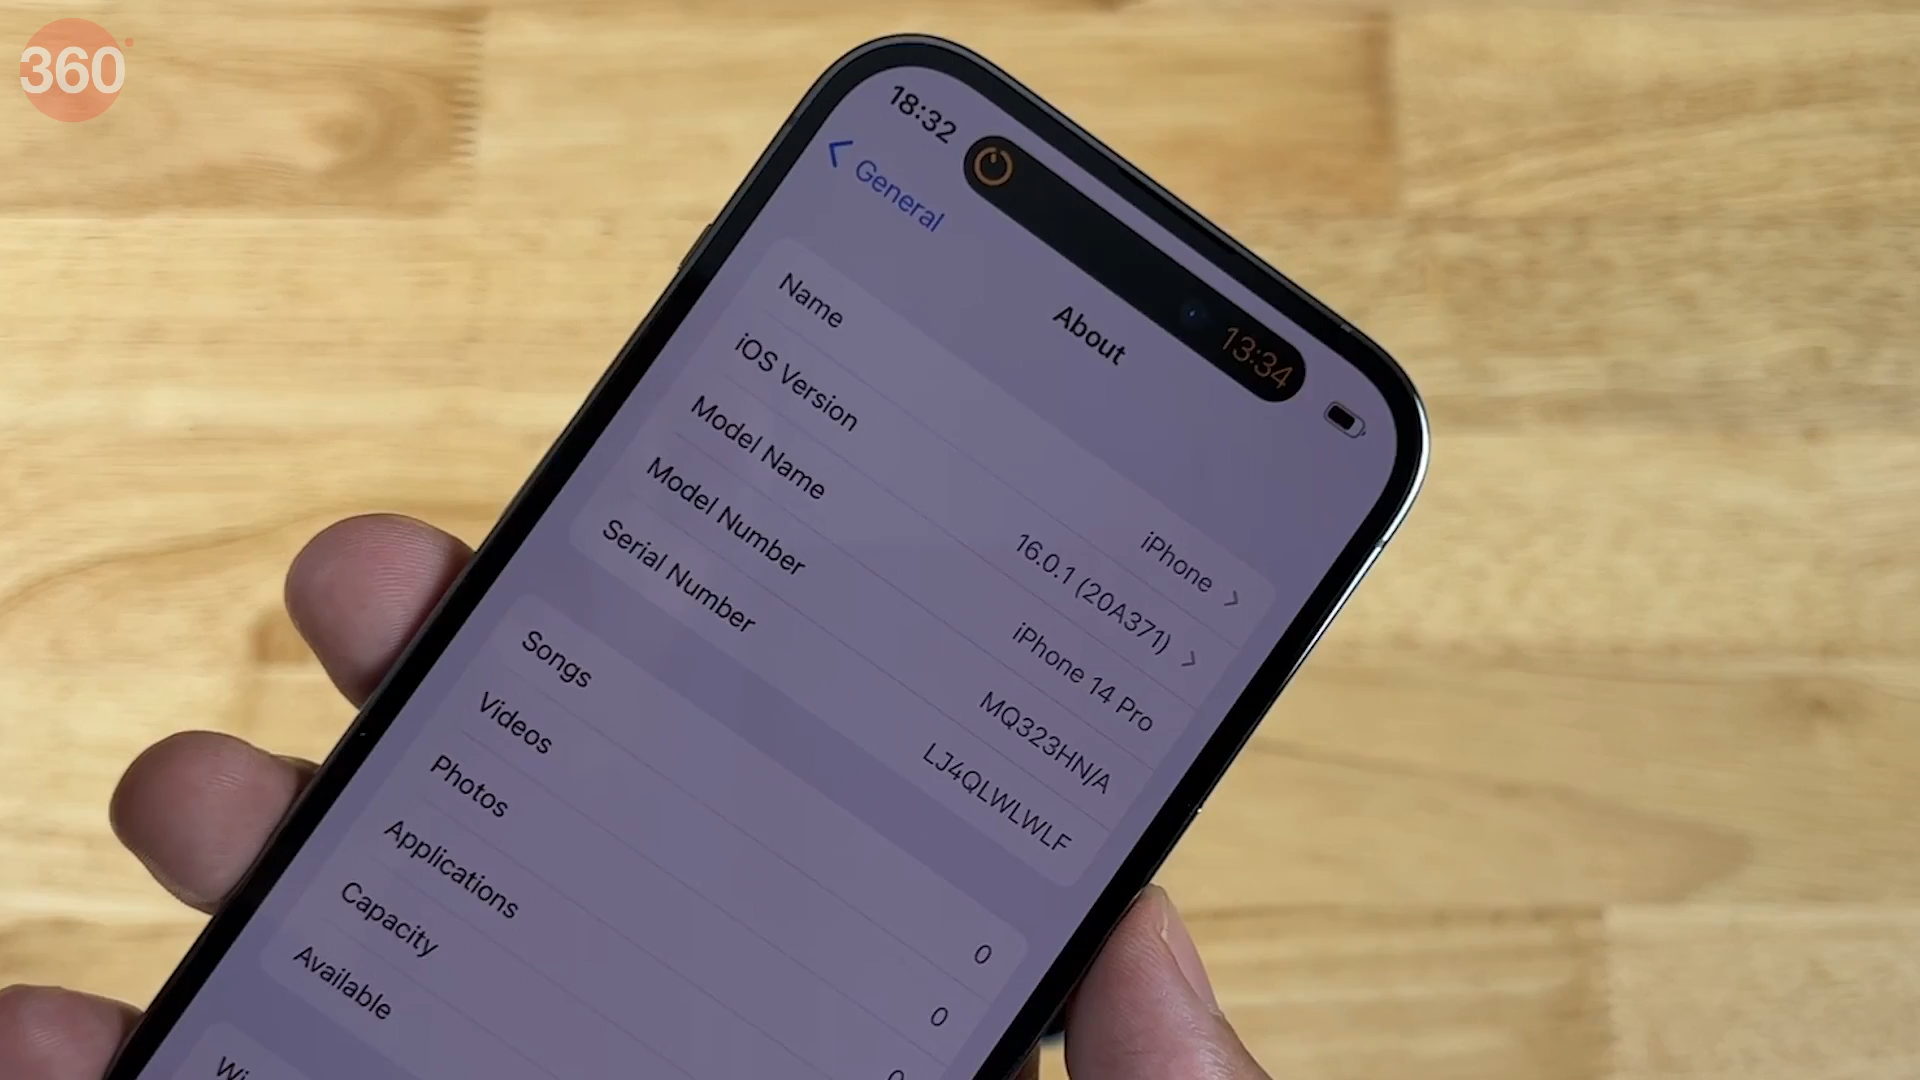 360
18:32
13:34
General
About
Name iPhone
iOS Version 16.0.1 (20A371)
Model Name iPhone 14 Pro
Model Number MQ323HN/A
Serial Number LJ4QLWLWLF
Songs 0
Videos 0
Photos 0
Applications
Capacity
Available